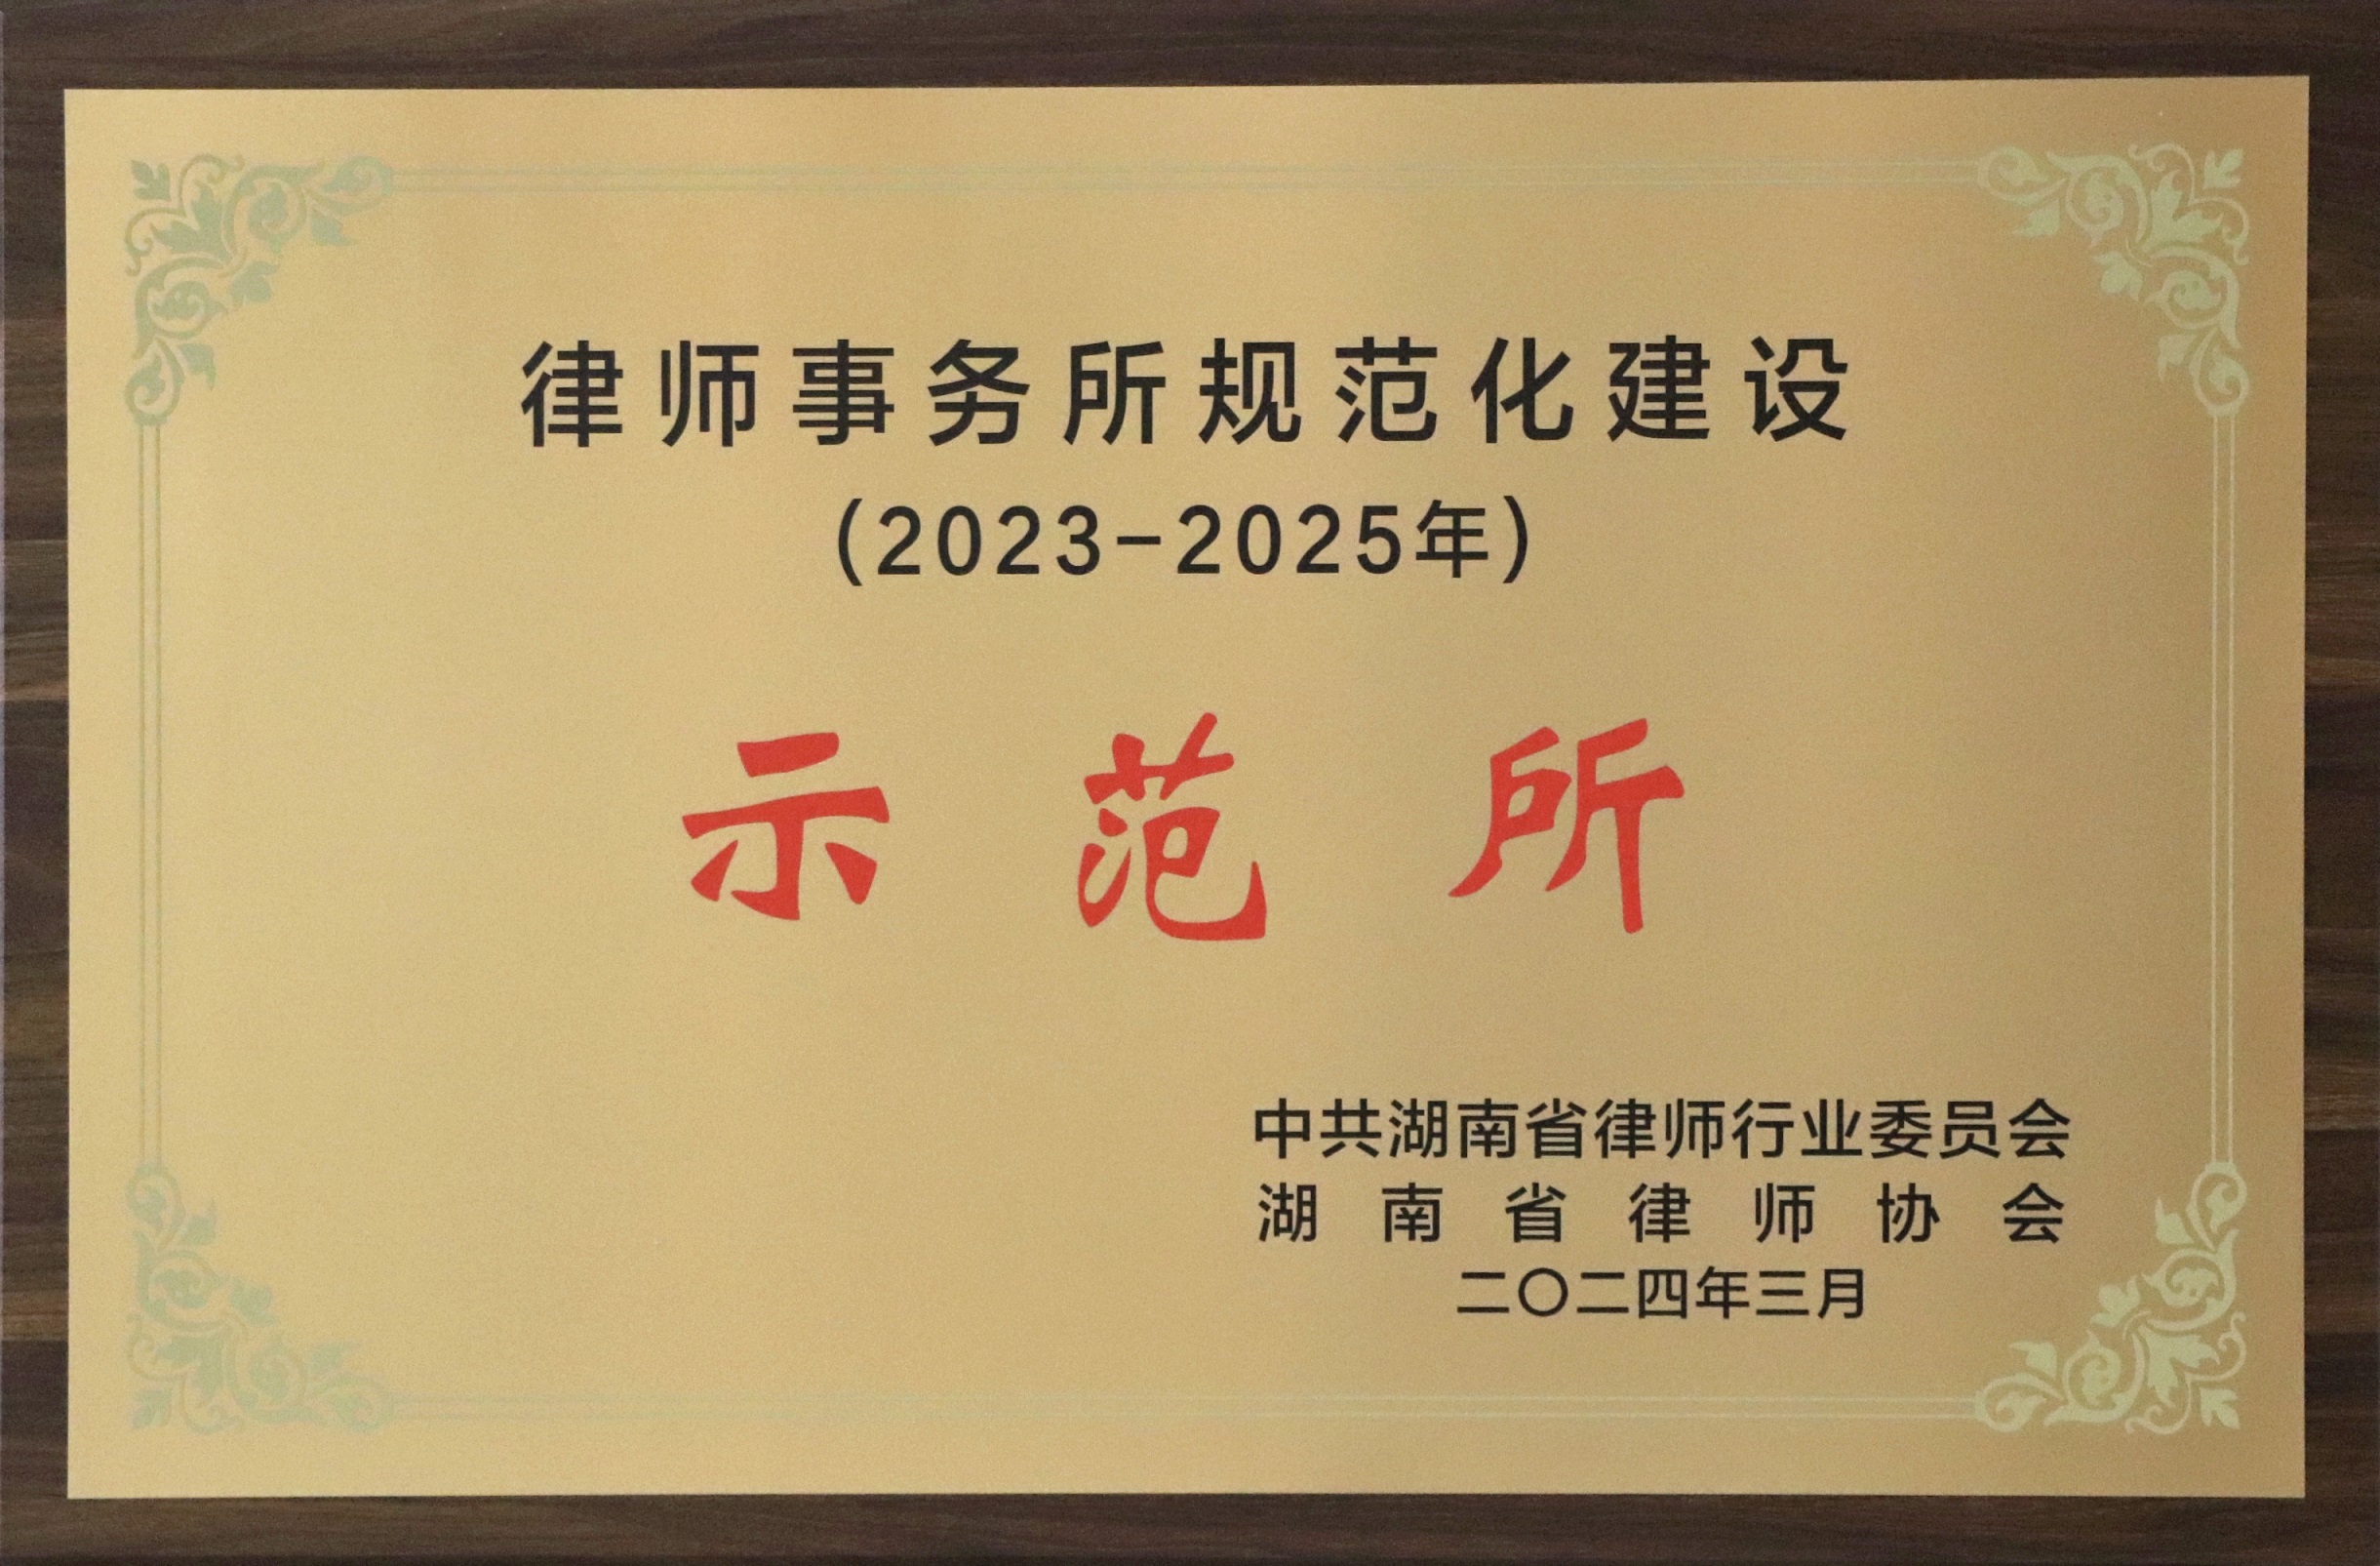 律师事务所规范化建设
(2023-2025年)
示范所
中共湖南省律师行业委员会
湖南省律师协会
二〇二四年三月